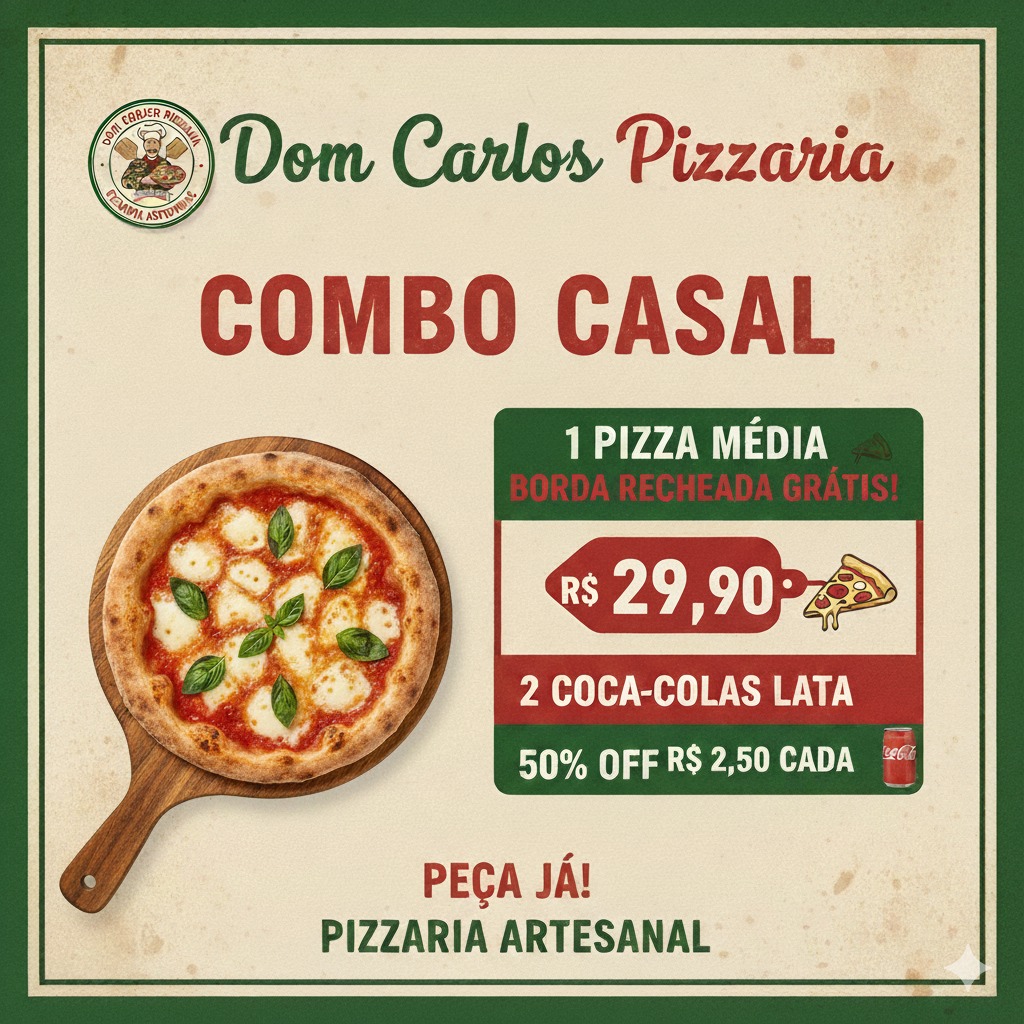 Dom Carlos Pizzaria
COMBO CASAL
1 PIZZA MÉDIA
BORDA RECHEADA GRÁTIS!
R$ 29,90
2 COCA-COLAS LATA
50% OFF R$ 2,50 CADA
PEÇA JÁ!
PIZZARIA ARTESANAL